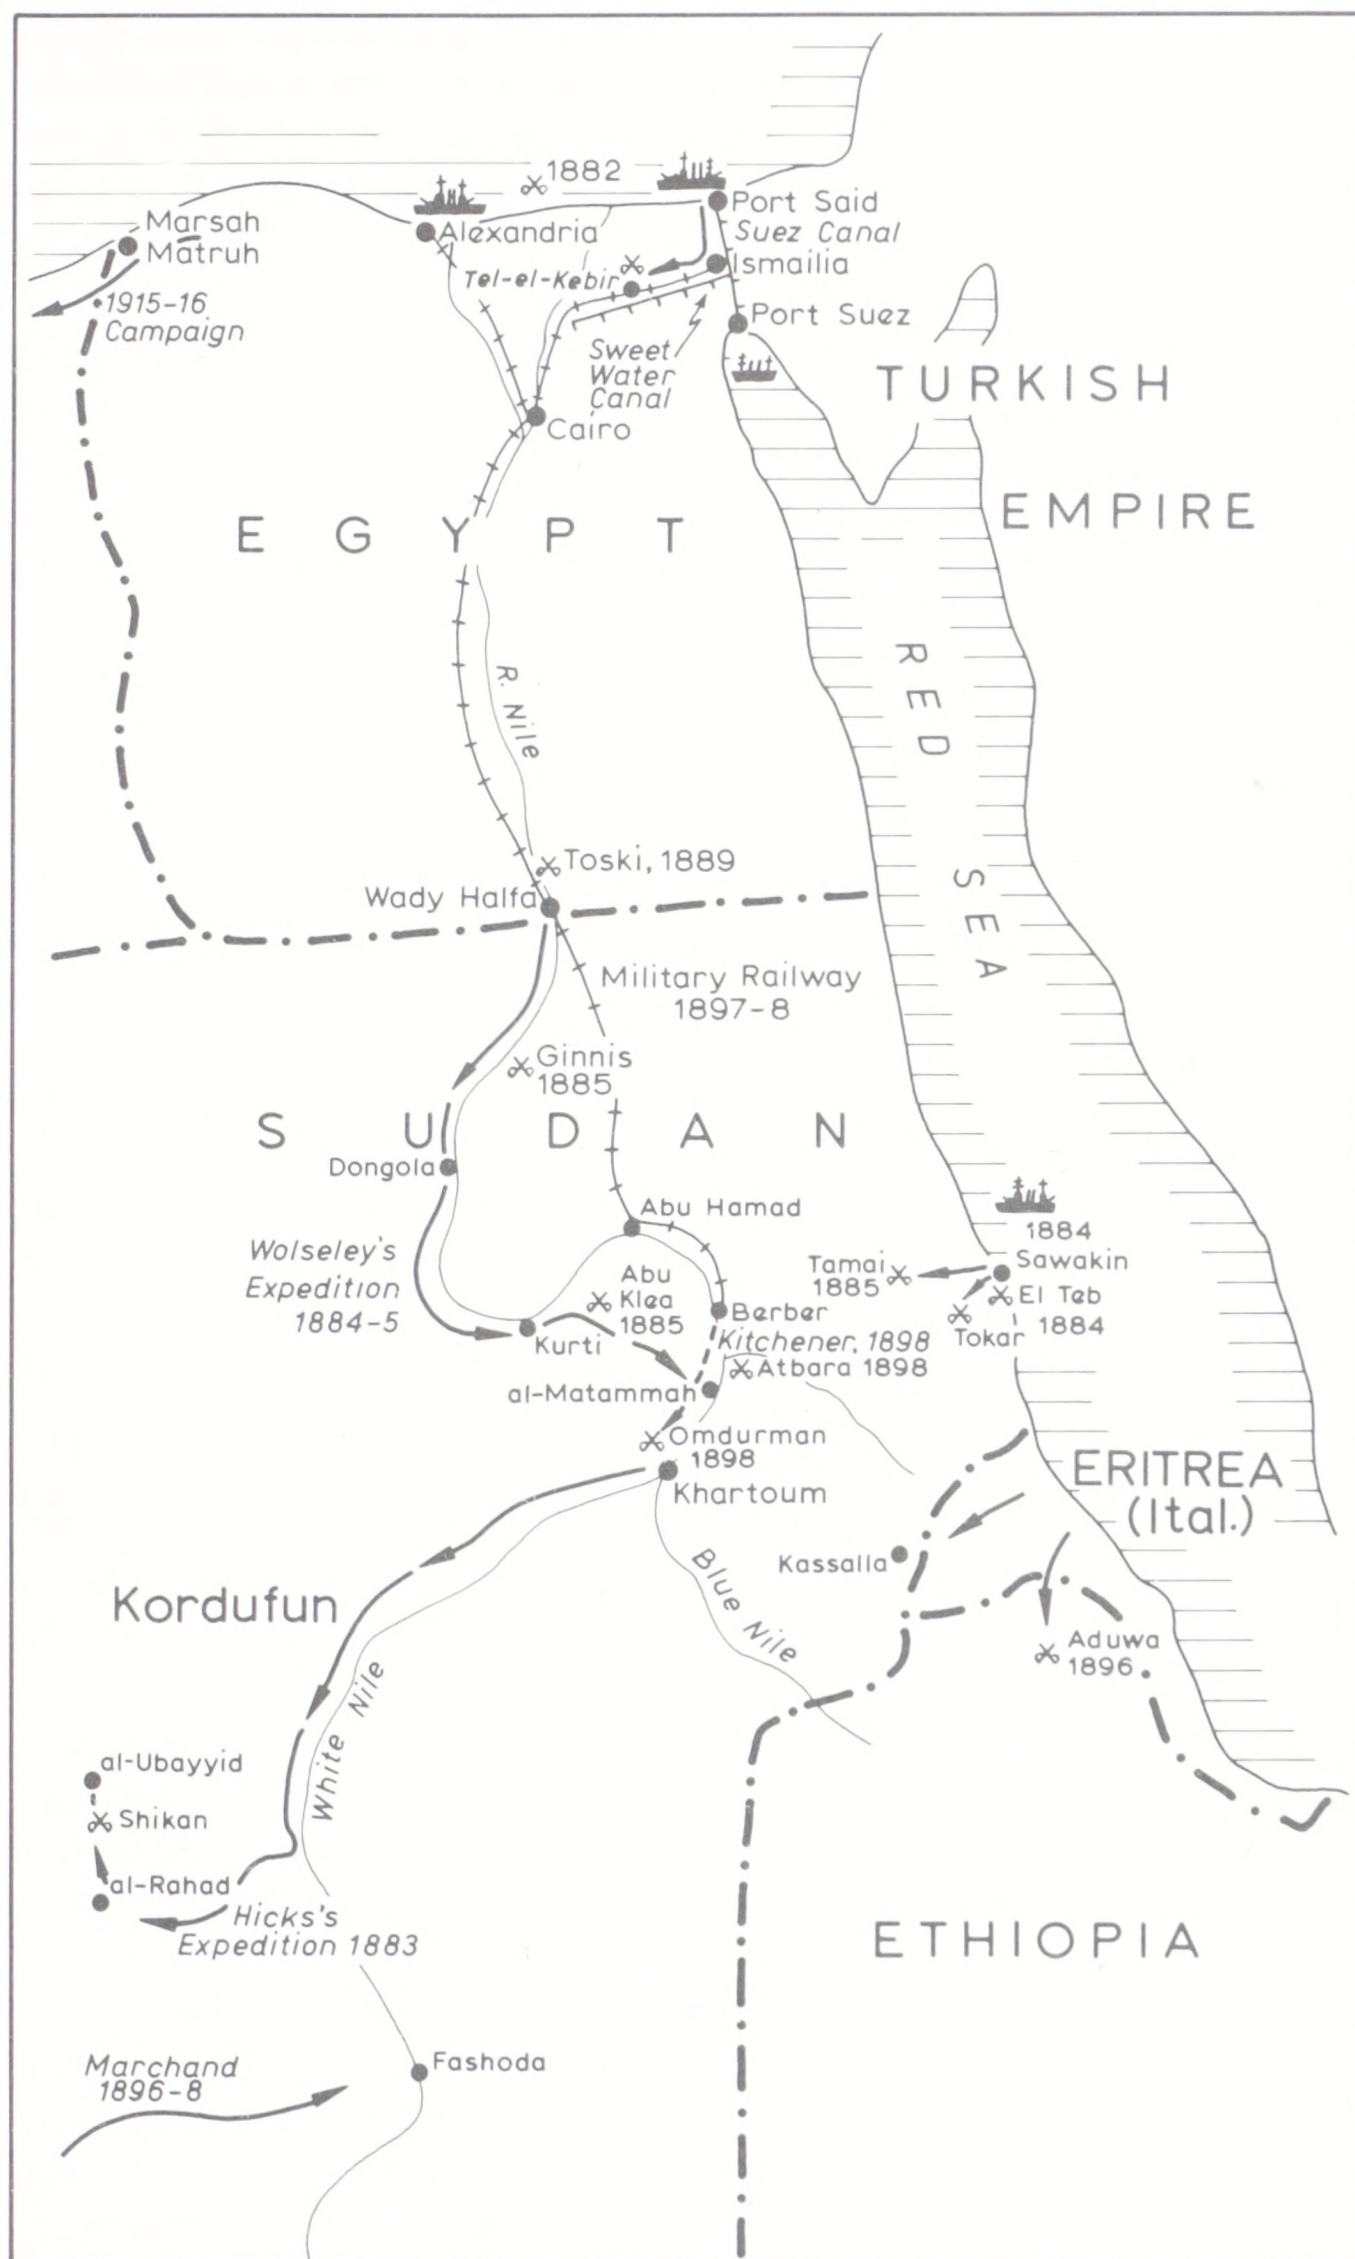 1882
Port Said
Suez Canal
Marsah
Matruh
Alexandria
Ismailia
Tel-el-Kebir
1915-16
Campaign
Port Suez
Sweet
Water
Canal
TURKISH
Cairo
EMPIRE
EGYPT
RED
R. Nile
Toski, 1889
SEA
Wady Halfa
Military Railway
1897-8
Ginnis
1885
SUDAN
Dongola
Abu Hamad
1884
Sawakin
Wolseley's
Expedition
1884-5
Tamai
1885
Abu
Klea
1885
El Teb
1884
Tokar
Berber
Kurti
Kitchener, 1898
Atbara 1898
al-Matammah
Omdurman
1898
Khartoum
ERITREA
(Ital.)
Kassalla
Blue Nile
Kordufun
Aduwa
1896
White Nile
al-Ubayyid
Shikan
al-Rahad
Hicks's
Expedition 1883
ETHIOPIA
Marchand
1896-8
Fashoda